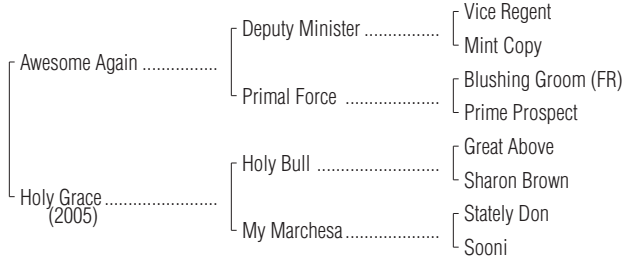 Vice Regent
Deputy Minister ..................
Mint Copy
Awesome Again ................
Blushing Groom (FR)
Primal Force ......................
Prime Prospect
Great Above
Holy Bull ............................
Sharon Brown
Holy Grace ........................
(2005)
Stately Don
My Marchesa .....................
Sooni